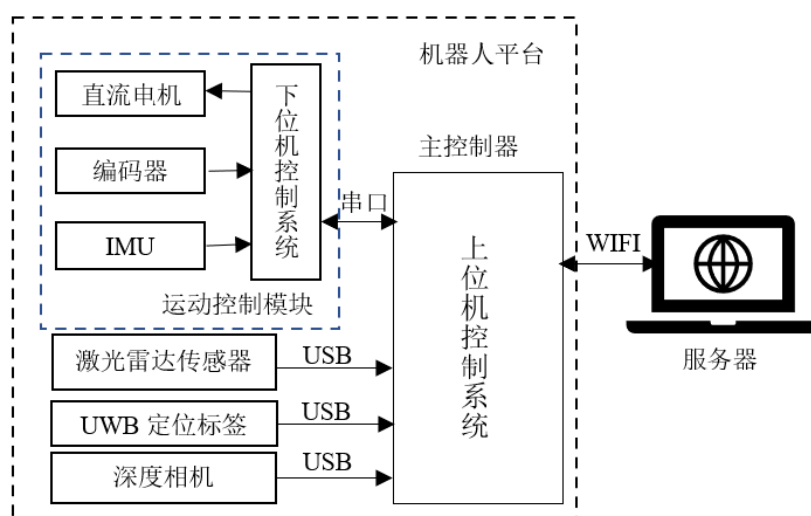 机器人平台
直流电机
编码器
IMU
下位机控制系统
运动控制模块
串口
主控制器
上位机控制系统
WIFI
服务器
激光雷达传感器
USB
UWB 定位标签
USB
深度相机
USB